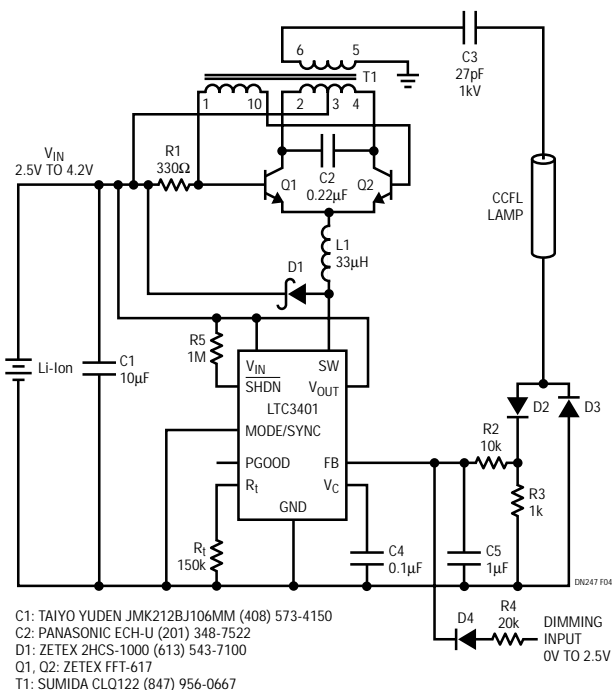 6 5
T1
1 10 2 3 4
C3
27pF
1kV
VIN
2.5V TO 4.2V
R1
330Ω
Q1
C2
0.22µF
Q2
L1
33µH
CCFL
LAMP
D1
R5
1M
Li-Ion
C1
10µF
VIN SW
SHDN VOUT
LTC3401
MODE/SYNC
PGOOD FB
Rt VC
GND
Rt
150k
C4
0.1µF
C5
1µF
R2
10k
D2 D3
R3
1k
DN247 F04
D4
R4
20k
DIMMING
INPUT
0V TO 2.5V
C1: TAIYO YUDEN JMK212BJ106MM (408) 573-4150
C2: PANASONIC ECH-U (201) 348-7522
D1: ZETEX 2HCS-1000 (613) 543-7100
Q1, Q2: ZETEX FFT-617
T1: SUMIDA CLQ122 (847) 956-0667